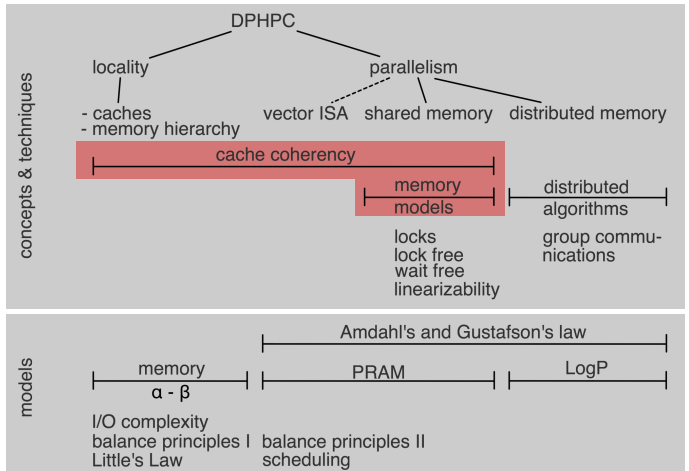 DPHPC
locality
parallelism
- caches
- memory hierarchy
vector ISA
shared memory
distributed memory
cache coherency
memory
models
distributed
algorithms
locks
lock free
wait free
linearizability
group commu-
nications
concepts & techniques
Amdahl's and Gustafson's law
memory
α - β
PRAM
LogP
I/O complexity
balance principles I
Little's Law
balance principles II
scheduling
models